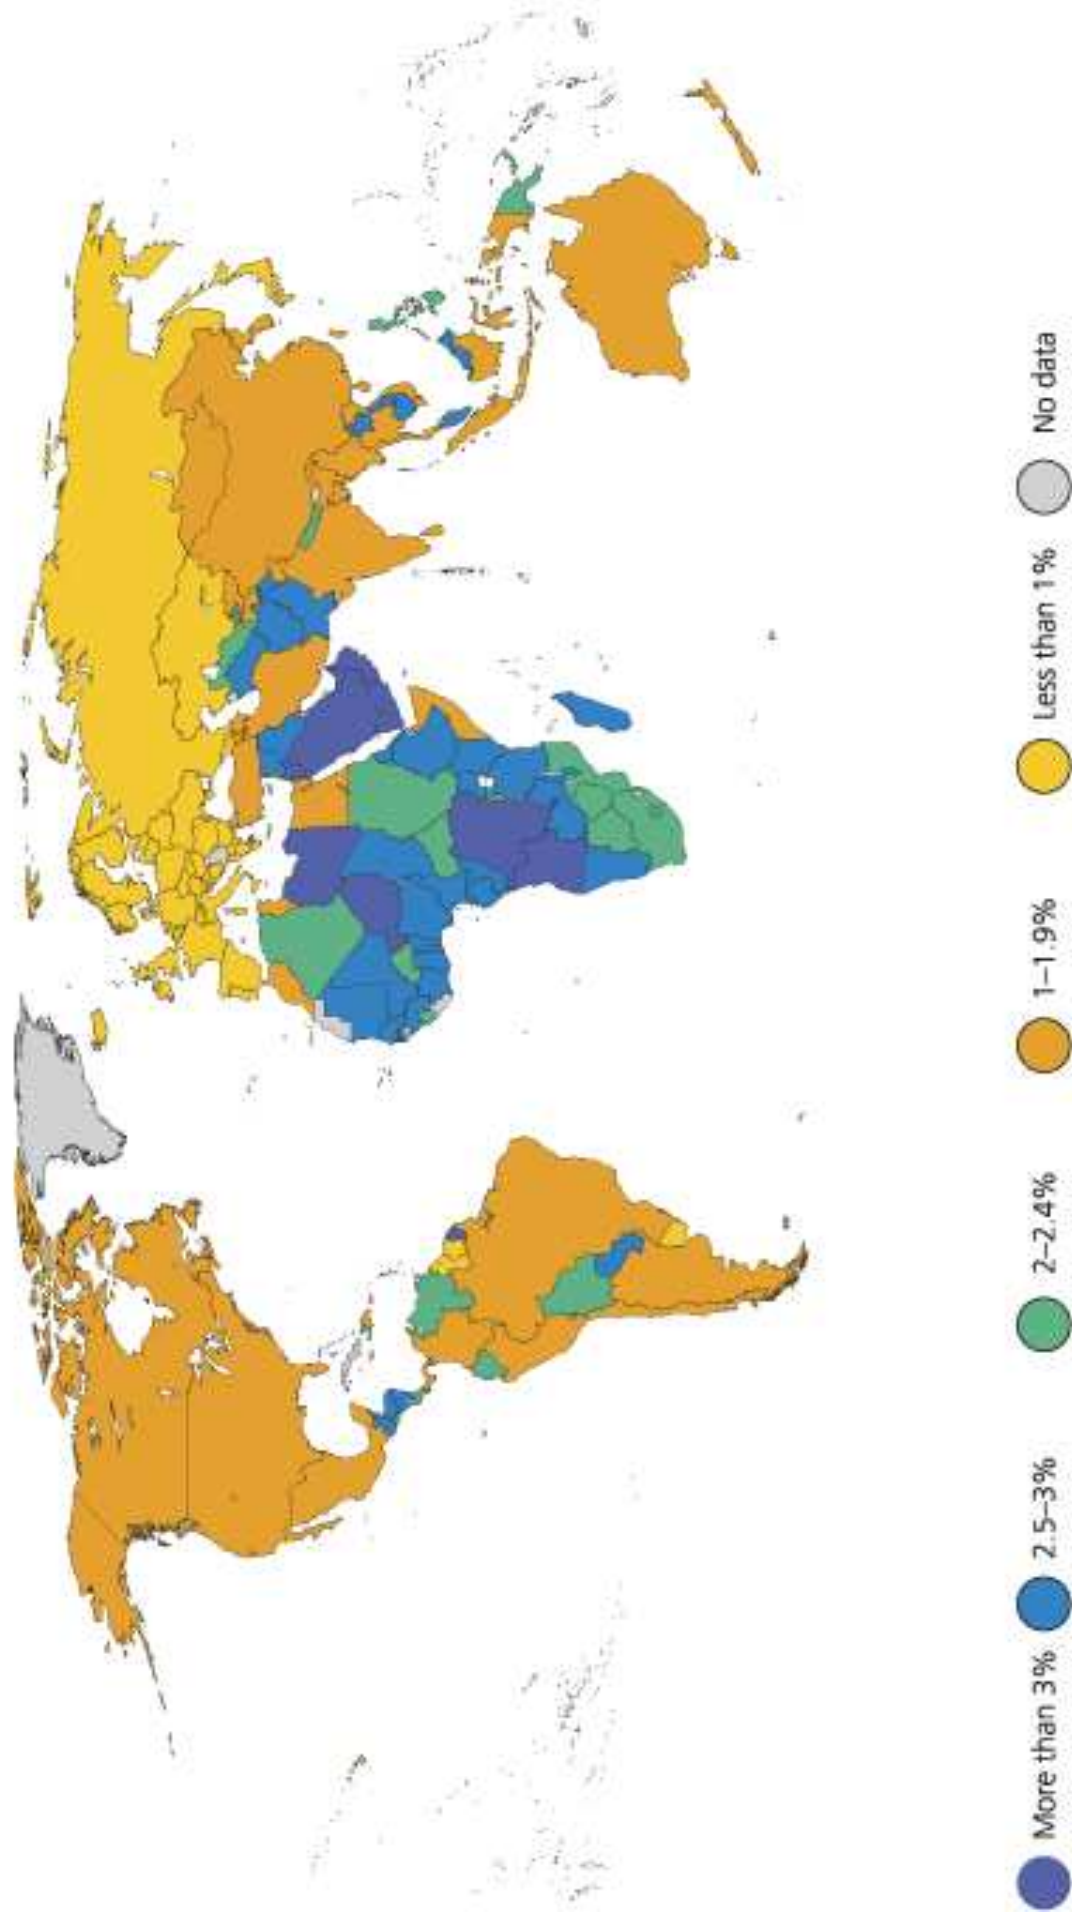 More than 3%
2.5–3%
2–2.4%
1–1.9%
Less than 1%
No data